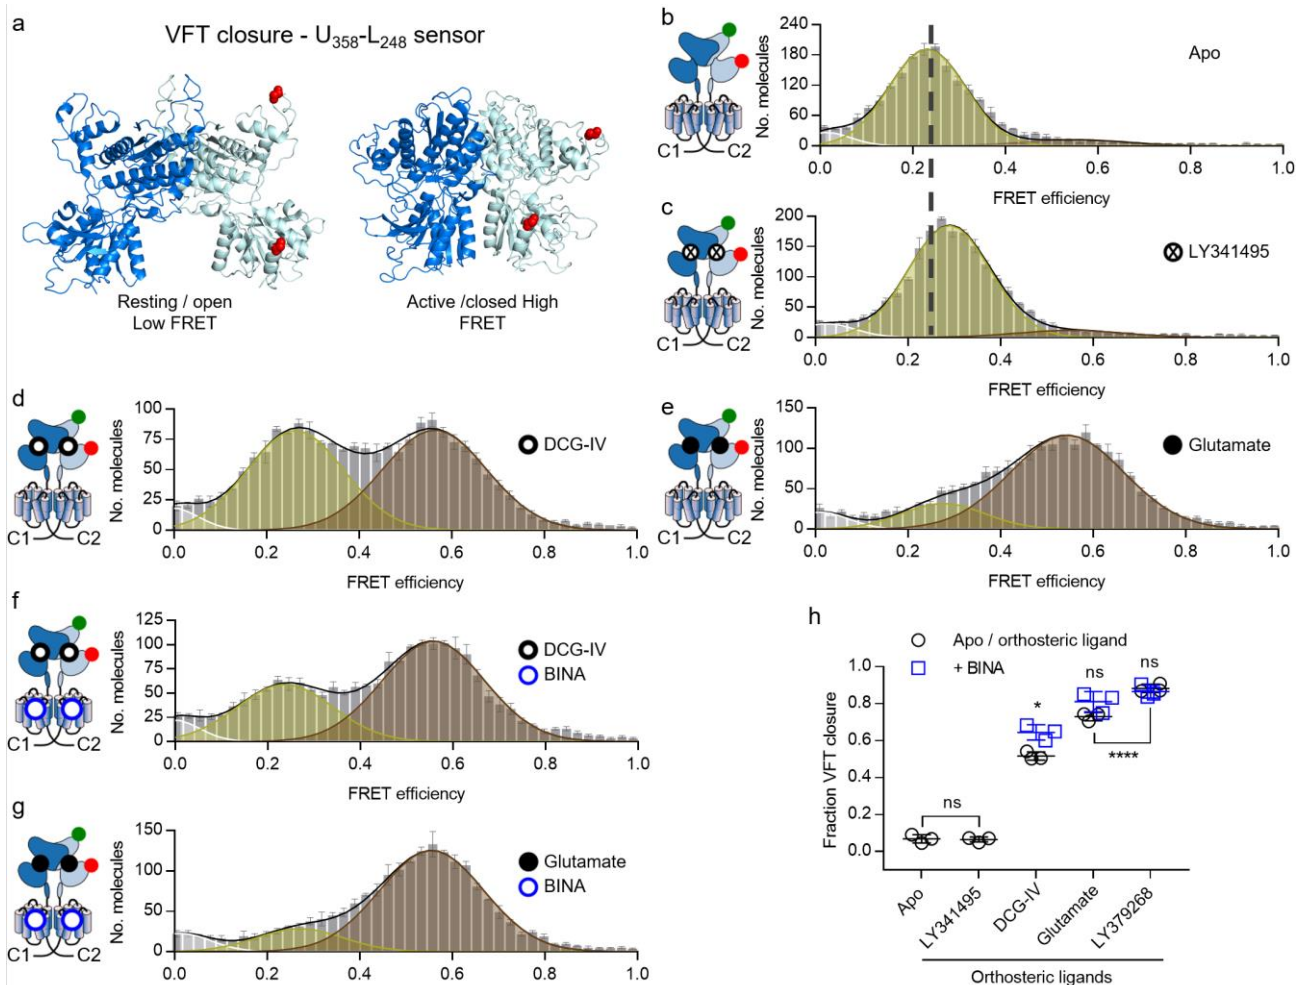 a
VFT closure - U358-L248 sensor
Resting / open
Low FRET
Active /closed High
FRET
b
No. molecules
240
180
120
60
0
0.0 0.2 0.4 0.6 0.8 1.0
FRET efficiency
Apo
C1 C2
c
No. molecules
200
150
100
50
0
0.0 0.2 0.4 0.6 0.8 1.0
FRET efficiency
LY341495
C1 C2
d
No. molecules
100
75
50
25
0
0.0 0.2 0.4 0.6 0.8 1.0
FRET efficiency
DCG-IV
C1 C2
e
No. molecules
150
100
50
0
0.0 0.2 0.4 0.6 0.8 1.0
FRET efficiency
Glutamate
C1 C2
f
No. molecules
125
100
75
50
25
0
0.0 0.2 0.4 0.6 0.8 1.0
FRET efficiency
DCG-IV
BINA
C1 C2
g
No. molecules
150
100
50
0
0.0 0.2 0.4 0.6 0.8 1.0
FRET efficiency
Glutamate
BINA
C1 C2
h
Apo / orthosteric ligand
+ BINA
Fraction VFT closure
1.0
0.8
0.6
0.4
0.2
0.0
ns
*
ns
ns
****
Apo
LY341495
DCG-IV
Glutamate
LY379268
Orthosteric ligands